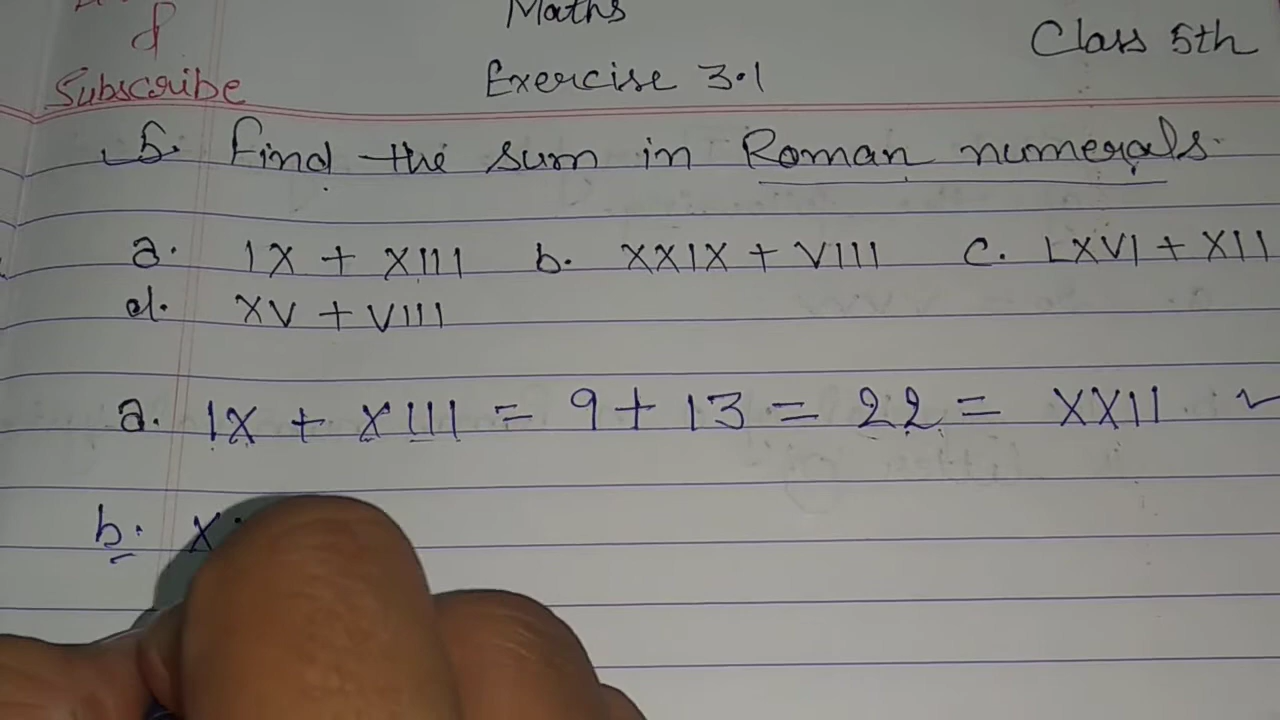 &
Maths
Class 5th
Subscribe
Exercise 3.1
5. Find the sum in Roman numerals.
a. IX + XIII b. XXIX + VIII c. LXVI + XII
d. XV + VIII
a. IX + XIII = 9 + 13 = 22 = XXII ✓
b. X